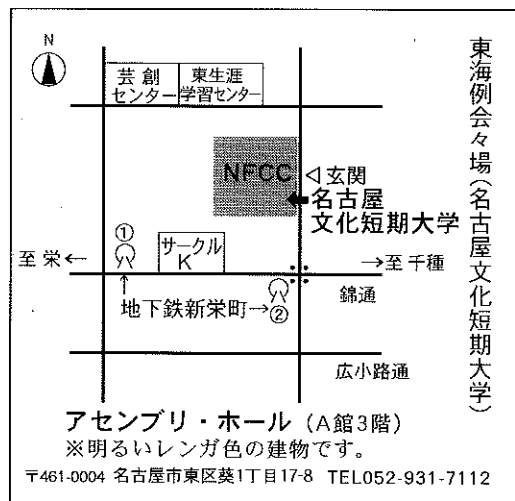 東海例会々場(名古屋文化短期大学)
N
芸創
センター
東生涯
学習センター
NFCC
◁玄関
名古屋
文化短期大学
①
サークル
K
至栄←
→至千種
地下鉄新栄町→
②
錦通
広小路通
アセンブリ・ホール(A館3階)
※明るいレンガ色の建物です。
〒461-0004 名古屋市東区葵1丁目17-8 TEL052-931-7112